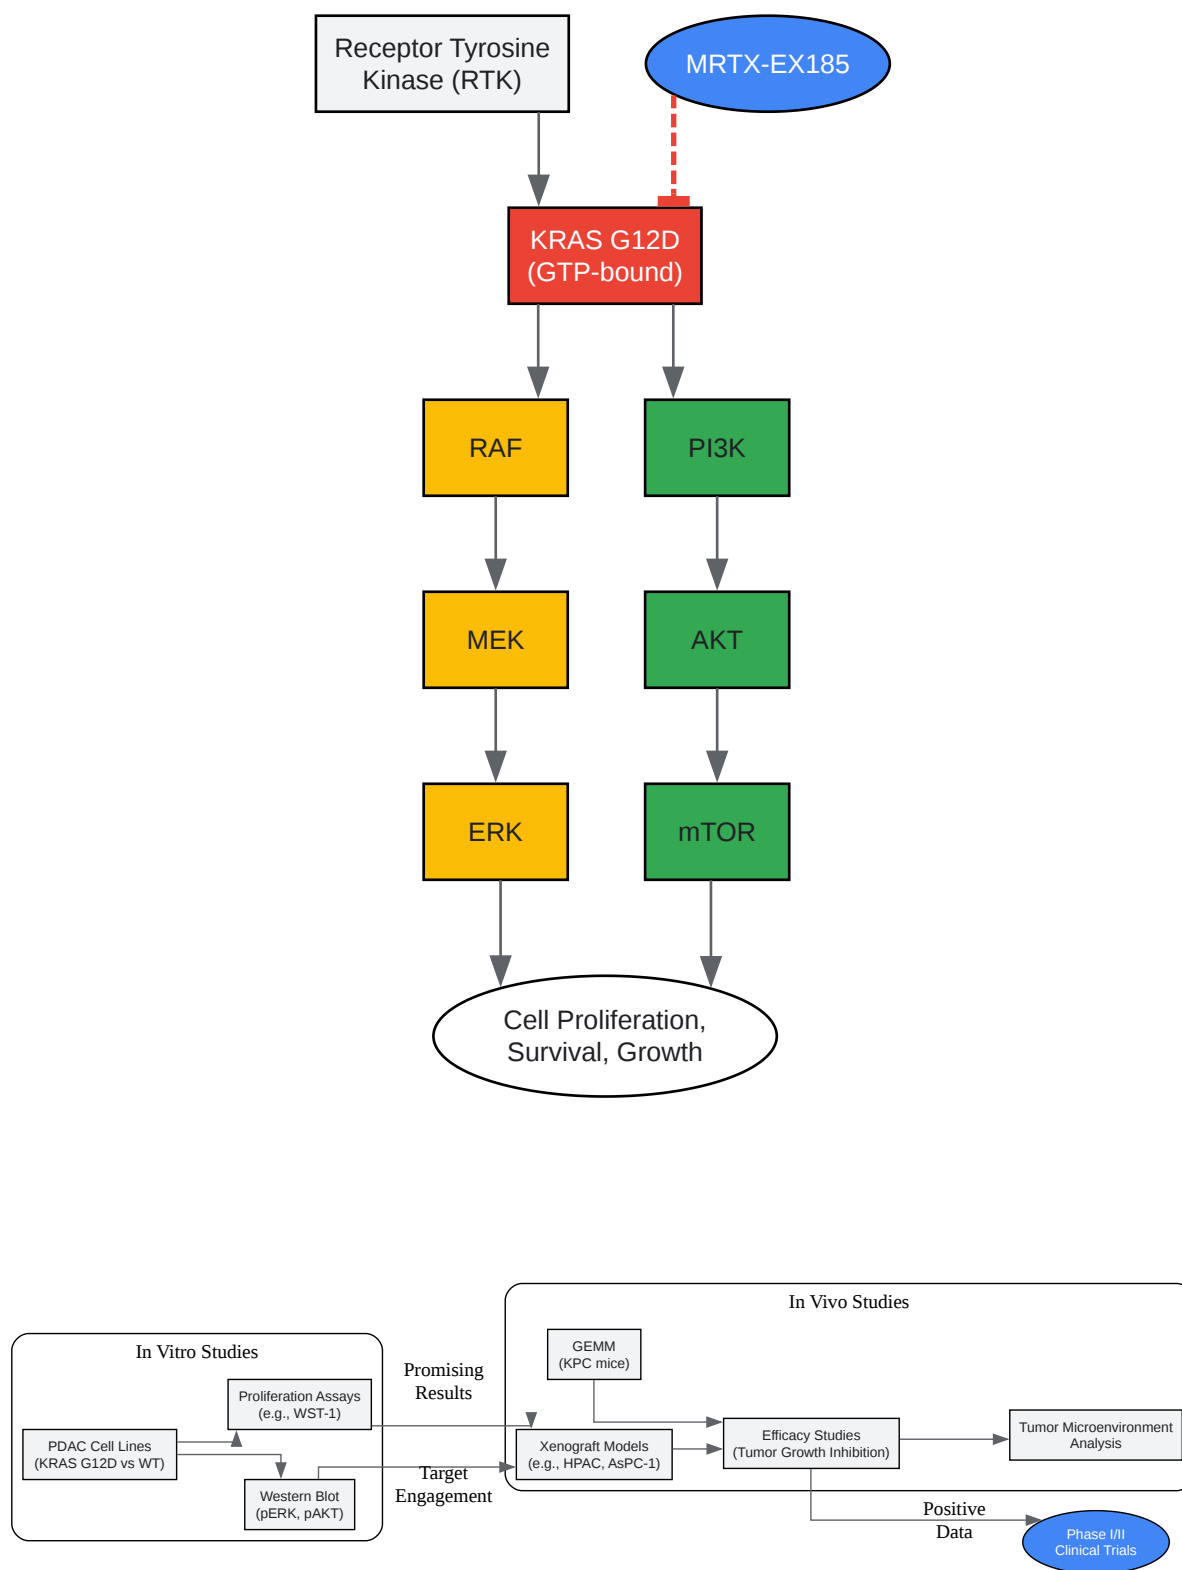 Receptor Tyrosine
Kinase (RTK)
MRTX-EX185
KRAS G12D
(GTP-bound)
RAF
PI3K
MEK
AKT
ERK
mTOR
Cell Proliferation,
Survival, Growth
In Vitro Studies
PDAC Cell Lines
(KRAS G12D vs WT)
Proliferation Assays
(e.g., WST-1)
Western Blot
(pERK, pAKT)
Promising
Results
Target
Engagement
In Vivo Studies
GEMM
(KPC mice)
Xenograft Models
(e.g., HPAC, AsPC-1)
Efficacy Studies
(Tumor Growth Inhibition)
Tumor Microenvironment
Analysis
Positive
Data
Phase I/II
Clinical Trials